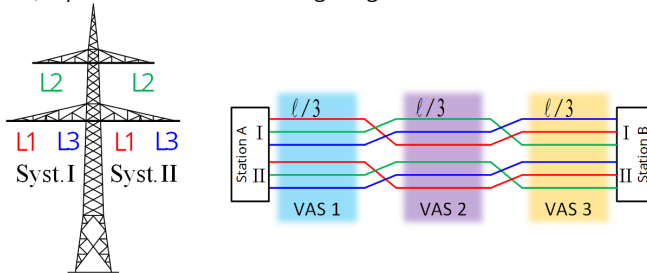 L2 L2
L1 L3 L1 L3
Syst.I Syst.II
Station A
I
II
ℓ/3 ℓ/3 ℓ/3
VAS 1 VAS 2 VAS 3
I
II
Station B